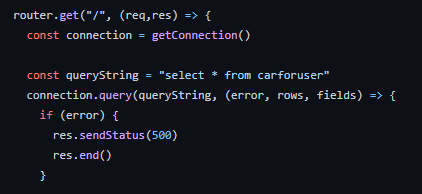 router.get("/", (req,res) => {
  const connection = getConnection()

  const queryString = "select * from carforuser"
  connection.query(queryString, (error, rows, fields) => {
    if (error) {
      res.sendStatus(500)
      res.end()
    }